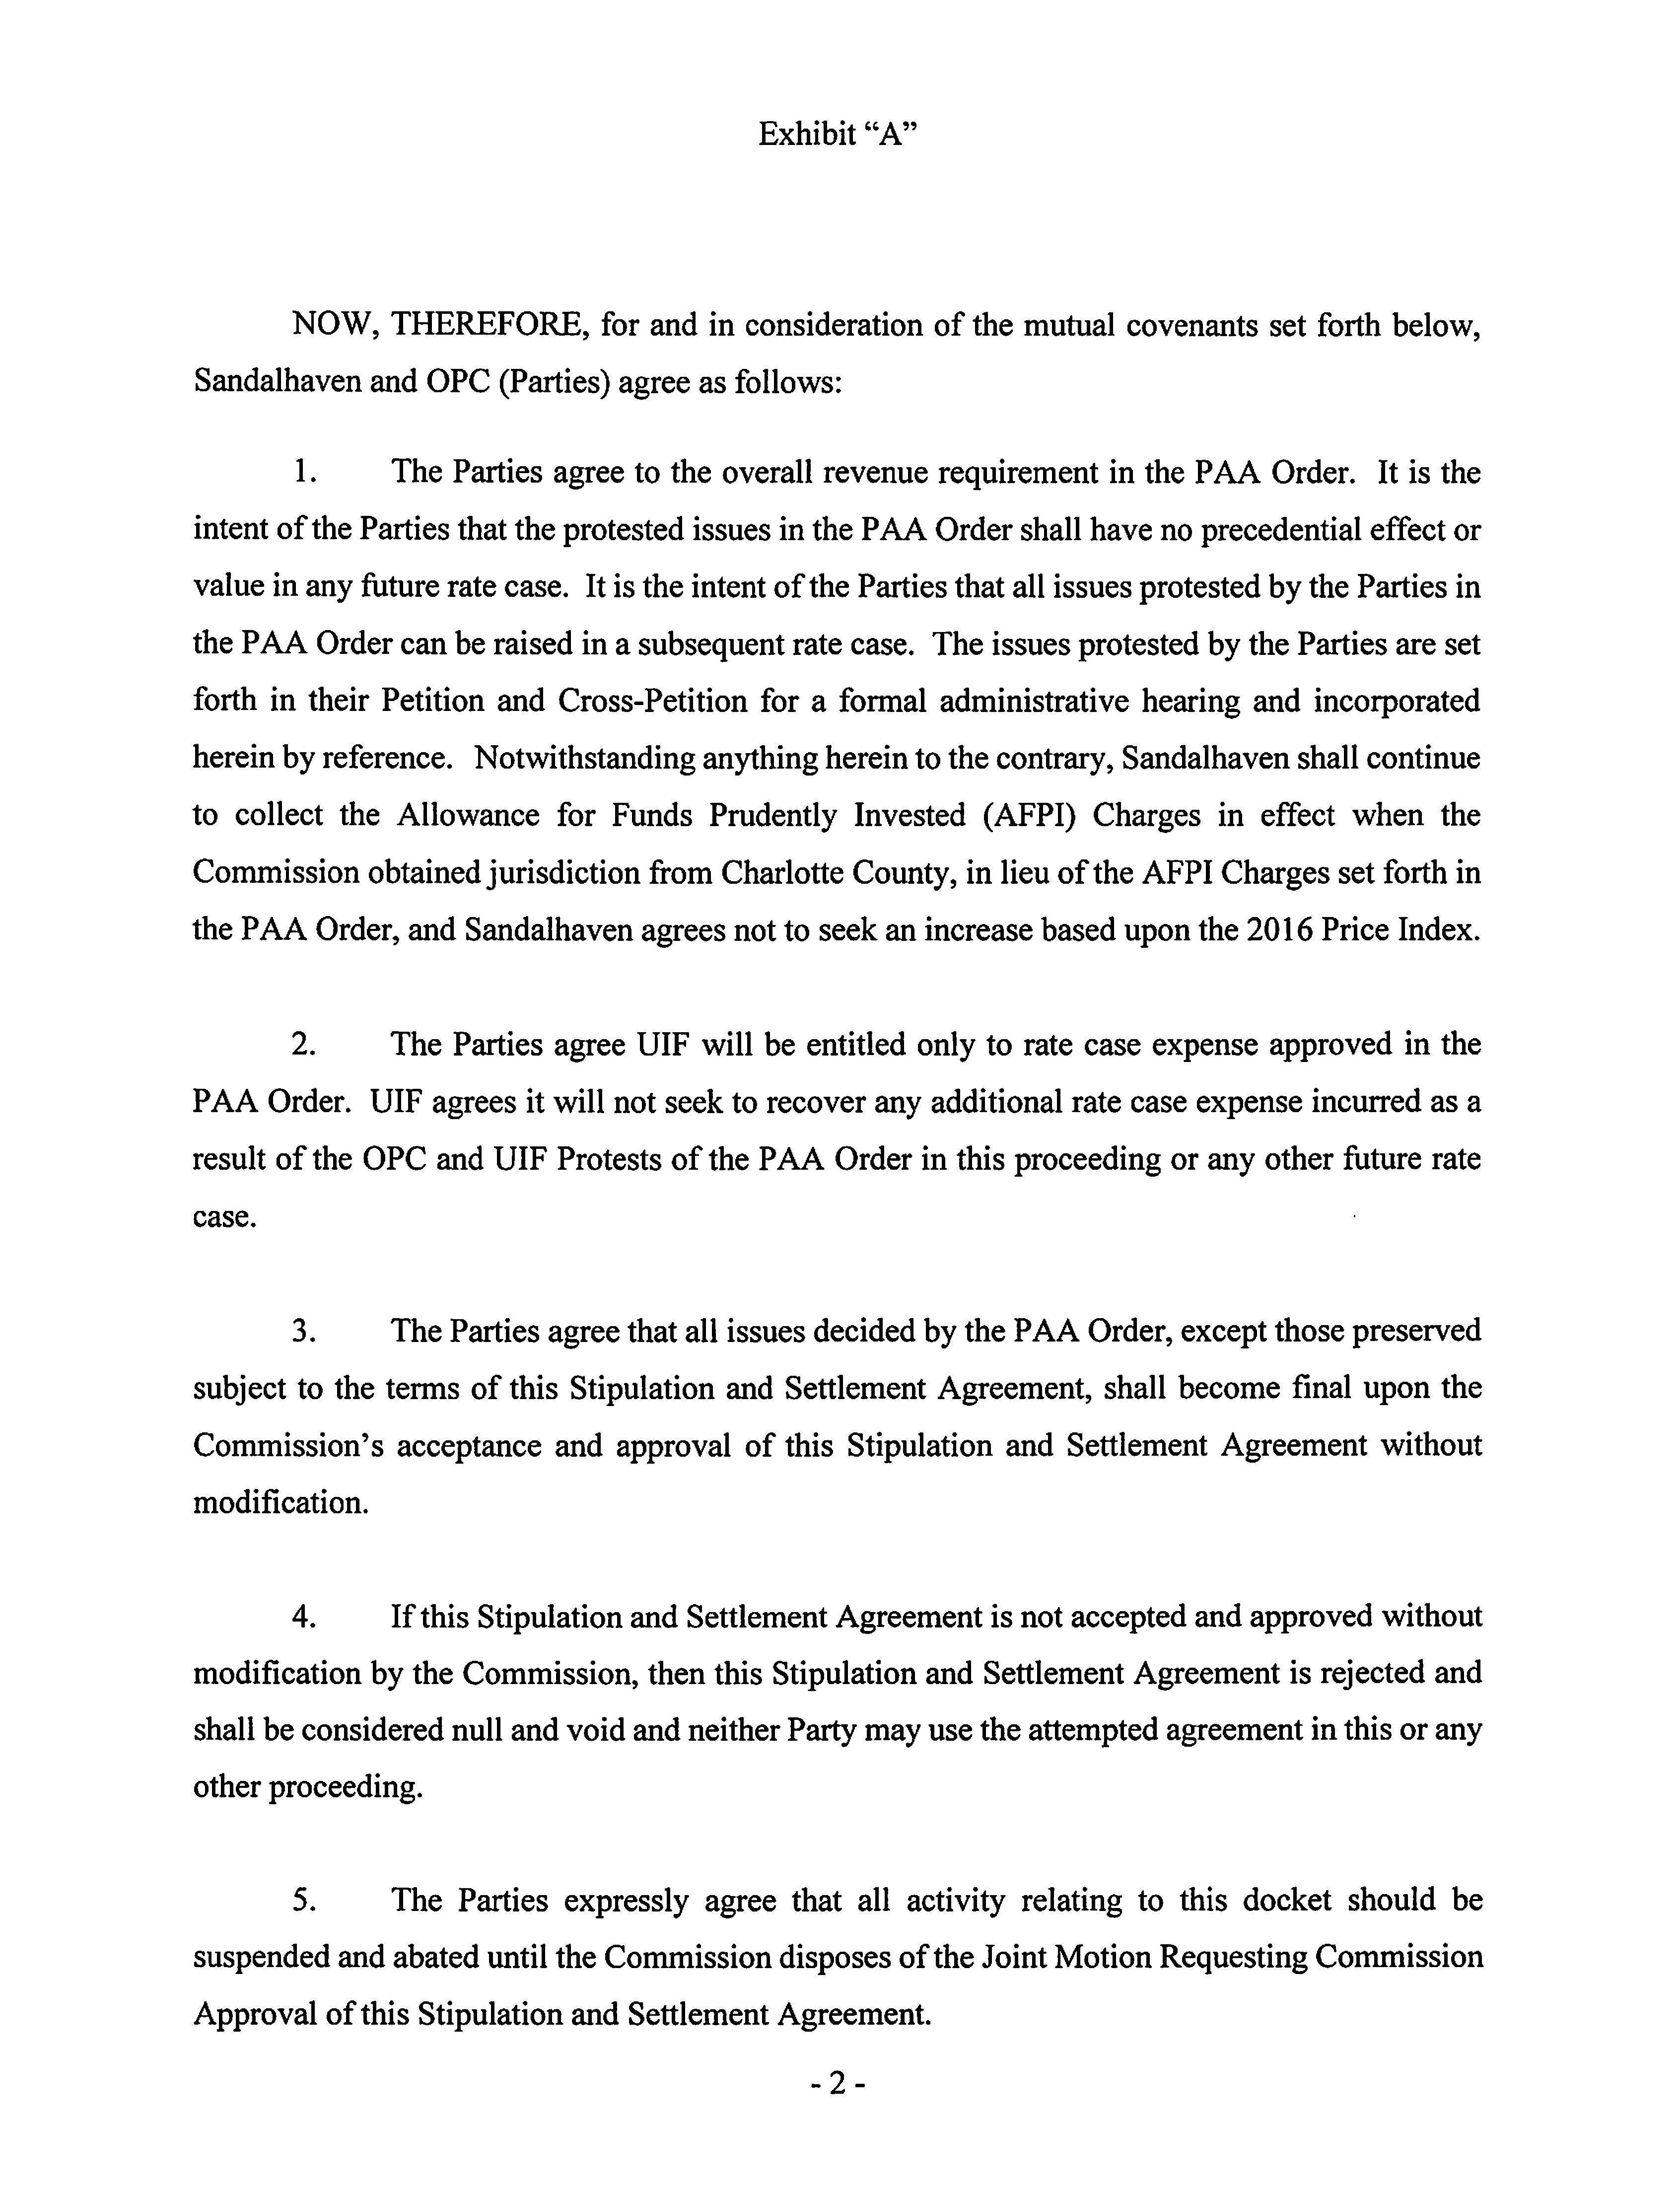 Exhibit “A”
NOW, THEREFORE, for and in consideration of the mutual covenants set forth below,
Sandalhaven and OPC (Parties) agree as follows:
1. The Parties agree to the overall revenue requirement in the PAA Order. It is the
intent of the Parties that the protested issues in the PAA Order shall have no precedential effect or
value in any future rate case. It is the intent of the Parties that all issues protested by the Parties in
the PAA Order can be raised in a subsequent rate case. The issues protested by the Parties are set
forth in their Petition and Cross-Petition for a formal administrative hearing and incorporated
herein by reference. Notwithstanding anything herein to the contrary, Sandalhaven shall continue
to collect the Allowance for Funds Prudently Invested (AFPI) Charges in effect when the
Commission obtained jurisdiction from Charlotte County, in lieu of the AFPI Charges set forth in
the PAA Order, and Sandalhaven agrees not to seek an increase based upon the 2016 Price Index.
2. The Parties agree UIF will be entitled only to rate case expense approved in the
PAA Order. UIF agrees it will not seek to recover any additional rate case expense incurred as a
result of the OPC and UIF Protests of the PAA Order in this proceeding or any other future rate
case.
3. The Parties agree that all issues decided by the PAA Order, except those preserved
subject to the terms of this Stipulation and Settlement Agreement, shall become final upon the
Commission’s acceptance and approval of this Stipulation and Settlement Agreement without
modification.
4. If this Stipulation and Settlement Agreement is not accepted and approved without
modification by the Commission, then this Stipulation and Settlement Agreement is rejected and
shall be considered null and void and neither Party may use the attempted agreement in this or any
other proceeding.
5. The Parties expressly agree that all activity relating to this docket should be
suspended and abated until the Commission disposes of the Joint Motion Requesting Commission
Approval of this Stipulation and Settlement Agreement.
- 2 -